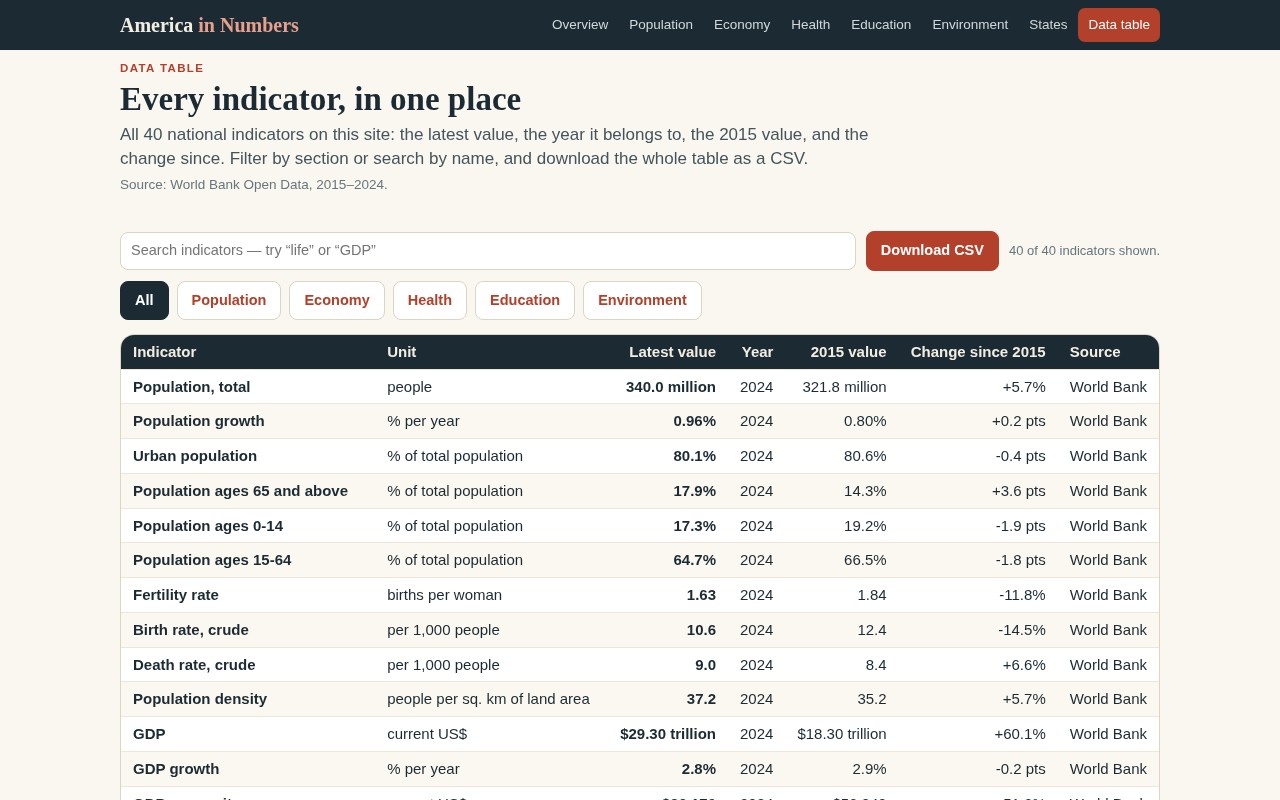 America in Numbers
Overview Population Economy Health Education Environment States Data table
DATA TABLE
Every indicator, in one place
All 40 national indicators on this site: the latest value, the year it belongs to, the 2015 value, and the
change since. Filter by section or search by name, and download the whole table as a CSV.
Source: World Bank Open Data, 2015–2024.
Search indicators — try “life” or “GDP”
Download CSV
40 of 40 indicators shown.
All Population Economy Health Education Environment
Indicator Unit Latest value Year 2015 value Change since 2015 Source
Population, total people 340.0 million 2024 321.8 million +5.7% World Bank
Population growth % per year 0.96% 2024 0.80% +0.2 pts World Bank
Urban population % of total population 80.1% 2024 80.6% -0.4 pts World Bank
Population ages 65 and above % of total population 17.9% 2024 14.3% +3.6 pts World Bank
Population ages 0-14 % of total population 17.3% 2024 19.2% -1.9 pts World Bank
Population ages 15-64 % of total population 64.7% 2024 66.5% -1.8 pts World Bank
Fertility rate births per woman 1.63 2024 1.84 -11.8% World Bank
Birth rate, crude per 1,000 people 10.6 2024 12.4 -14.5% World Bank
Death rate, crude per 1,000 people 9.0 2024 8.4 +6.6% World Bank
Population density people per sq. km of land area 37.2 2024 35.2 +5.7% World Bank
GDP current US$ $29.30 trillion 2024 $18.30 trillion +60.1% World Bank
GDP growth % per year 2.8% 2024 2.9% -0.2 pts World Bank